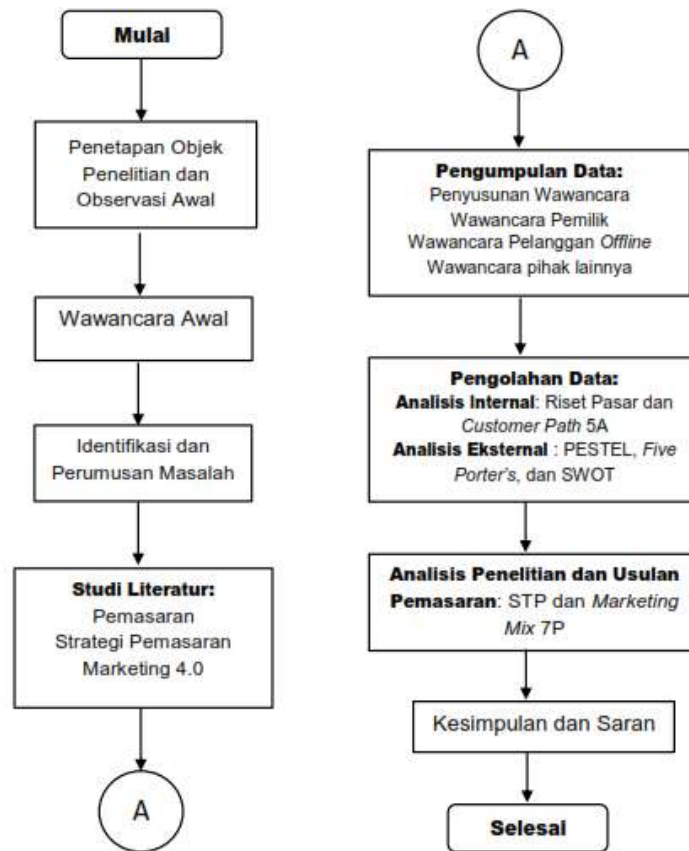 Mulai
Penetapan Objek
Penelitian dan
Observasi Awal
Wawancara Awal
Identifikasi dan
Perumusan Masalah
Studi Literatur:
Pemasaran
Strategi Pemasaran
Marketing 4.0
A
A
Pengumpulan Data:
Penyusunan Wawancara
Wawancara Pemilik
Wawancara Pelanggan Offline
Wawancara pihak lainnya
Pengolahan Data:
Analisis Internal: Riset Pasar dan
Customer Path 5A
Analisis Eksternal : PESTEL, Five
Porter's, dan SWOT
Analisis Penelitian dan Usulan
Pemasaran: STP dan Marketing
Mix 7P
Kesimpulan dan Saran
Selesai